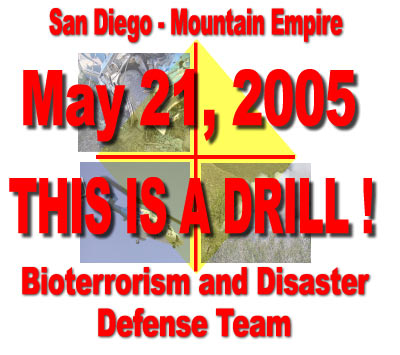 San Diego - Mountain Empire
May 21, 2005
THIS IS A DRILL !
Bioterrorism and Disaster
Defense Team